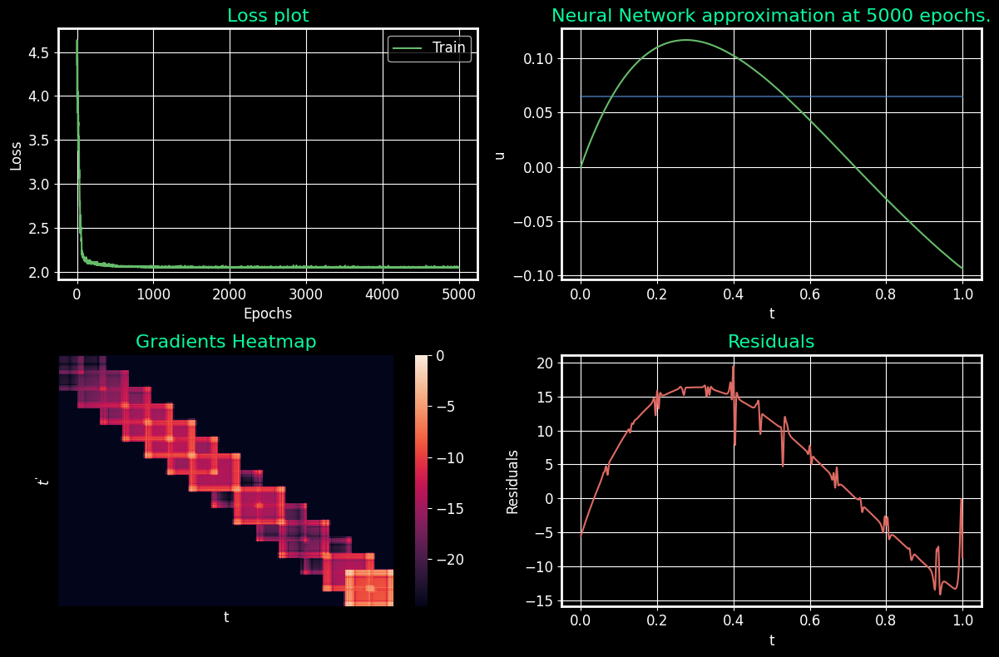 Loss plot
Train
4.5
4.0
3.5
3.0
2.5
2.0
Loss
0 1000 2000 3000 4000 5000
Epochs
Neural Network approximation at 5000 epochs.
0.10
0.05
0.00
−0.05
−0.10
u
0.0 0.2 0.4 0.6 0.8 1.0
t
Gradients Heatmap
t'
t
0
−5
−10
−15
−20
Residuals
20
15
10
5
0
−5
−10
−15
Residuals
0.0 0.2 0.4 0.6 0.8 1.0
t